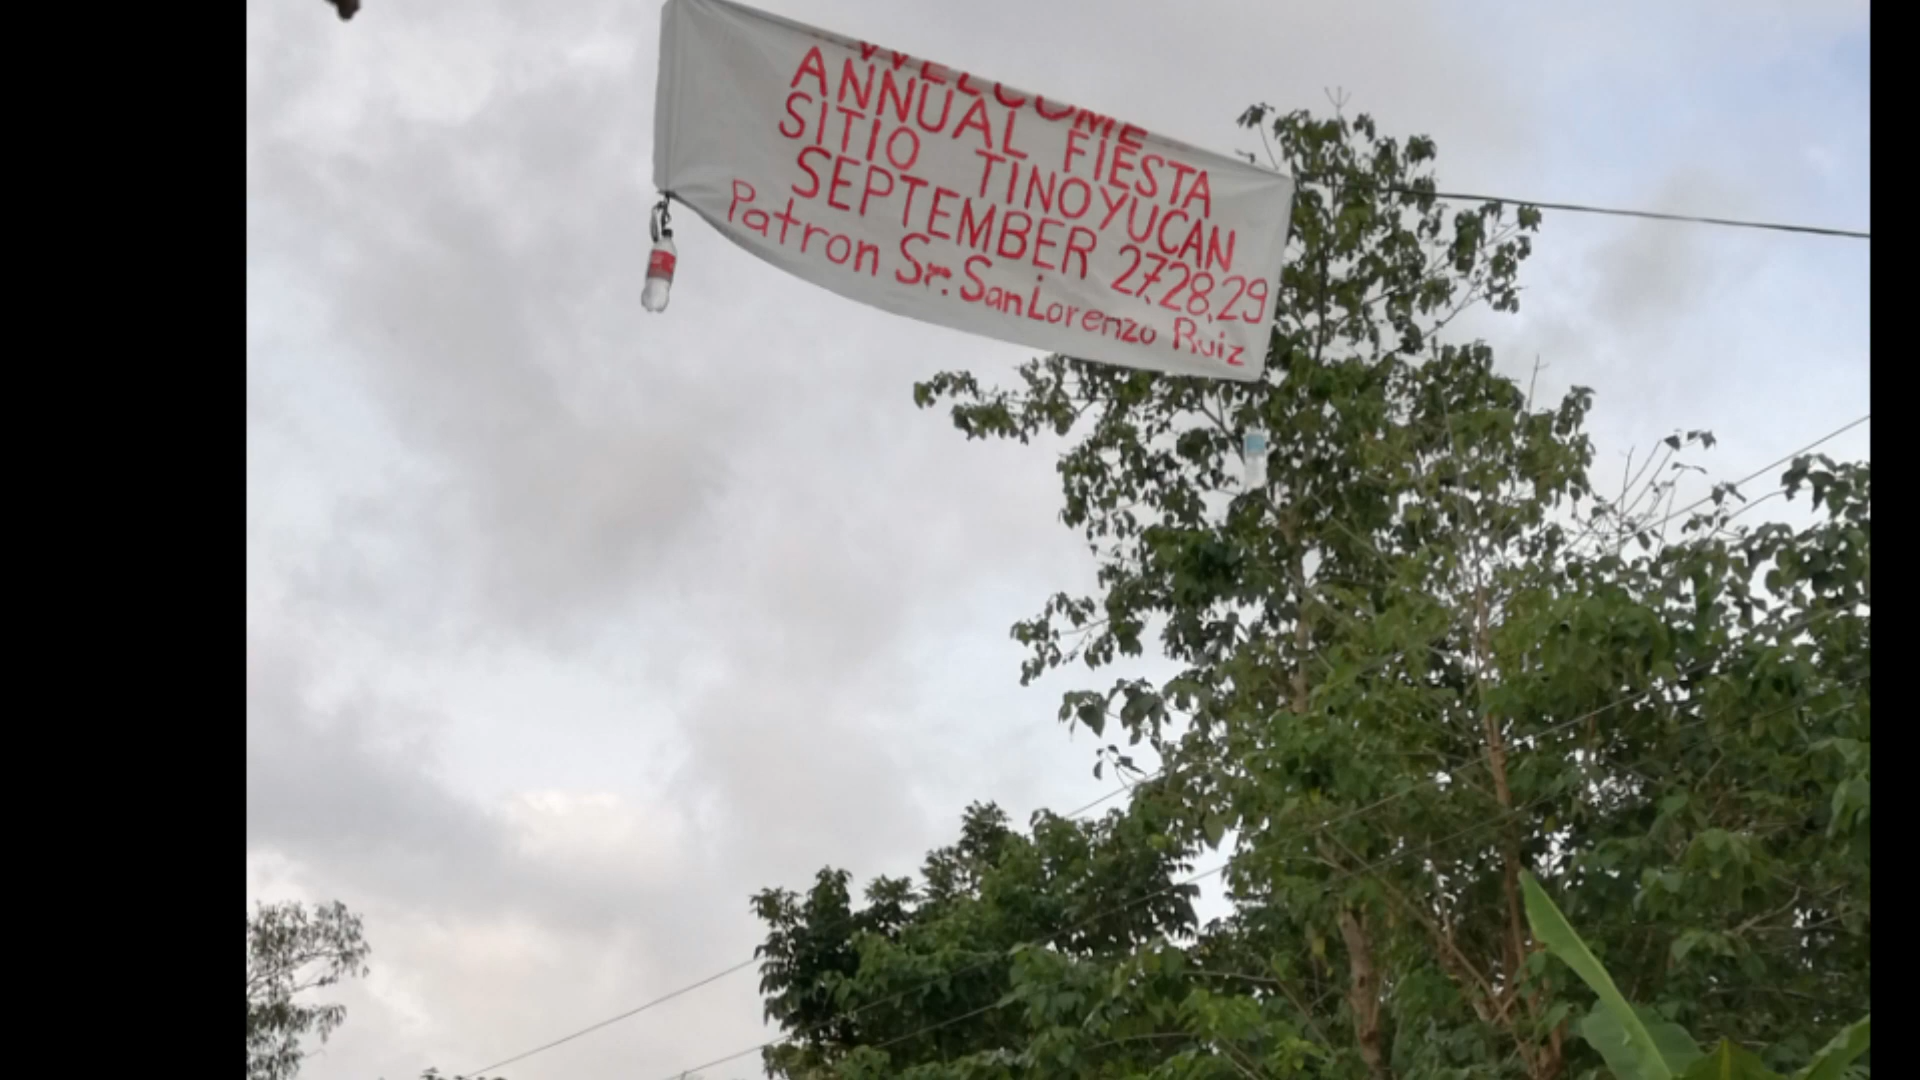 WELCOME
ANNUAL FIESTA
SITIO TINOYUCAN
SEPTEMBER 27,28,29
Patron Sr. San Lorenzo Ruiz